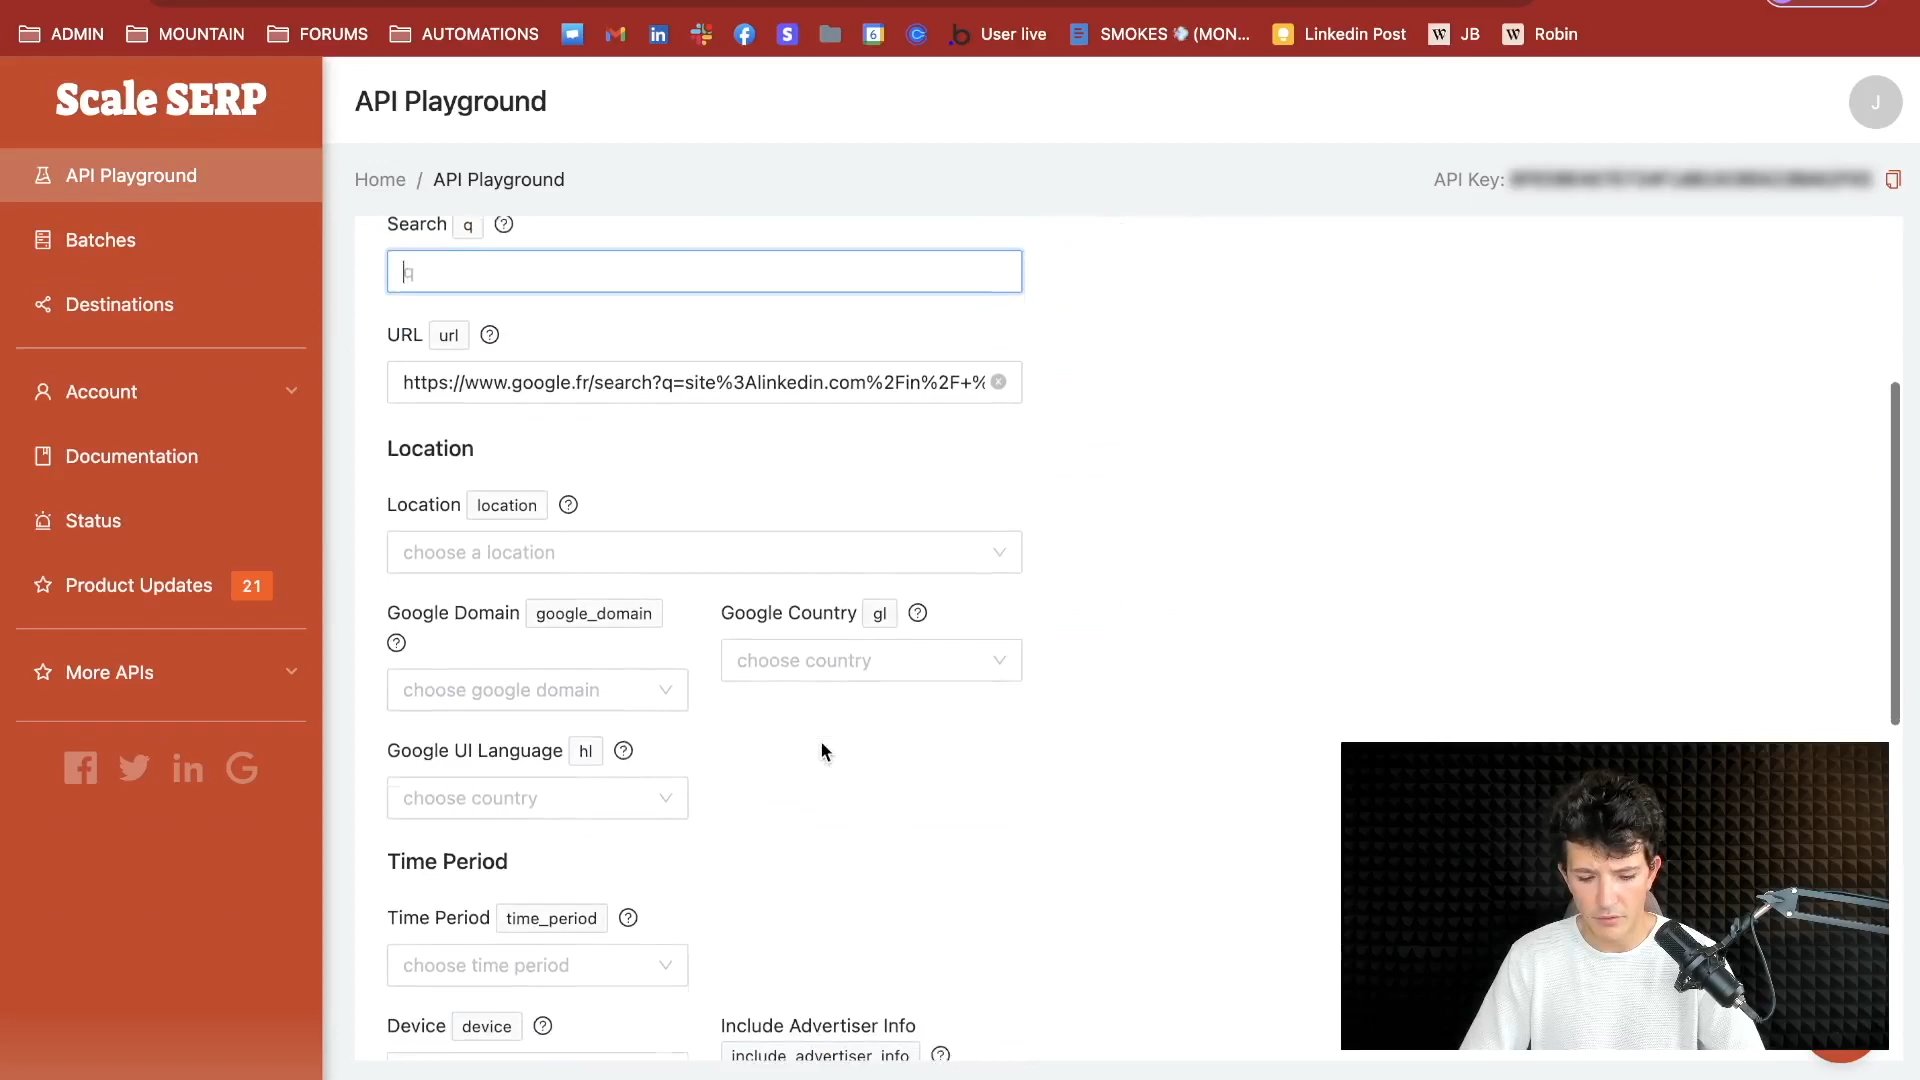 ADMIN MOUNTAIN FORUMS AUTOMATIONS User live SMOKES (MON... Linkedin Post JB Robin
Scale SERP
API Playground
Batches
Destinations
Account
Documentation
Status
Product Updates 21
More APIs
API Playground
J
Home / API Playground
API Key:
Search q
q
URL url
https://www.google.fr/search?q=site%3Alinkedin.com%2Fin%2F+%
Location
Location location
choose a location
Google Domain google_domain
choose google domain
Google Country gl
choose country
Google UI Language hl
choose country
Time Period
Time Period time_period
choose time period
Device device
Include Advertiser Info
include_advertiser_info